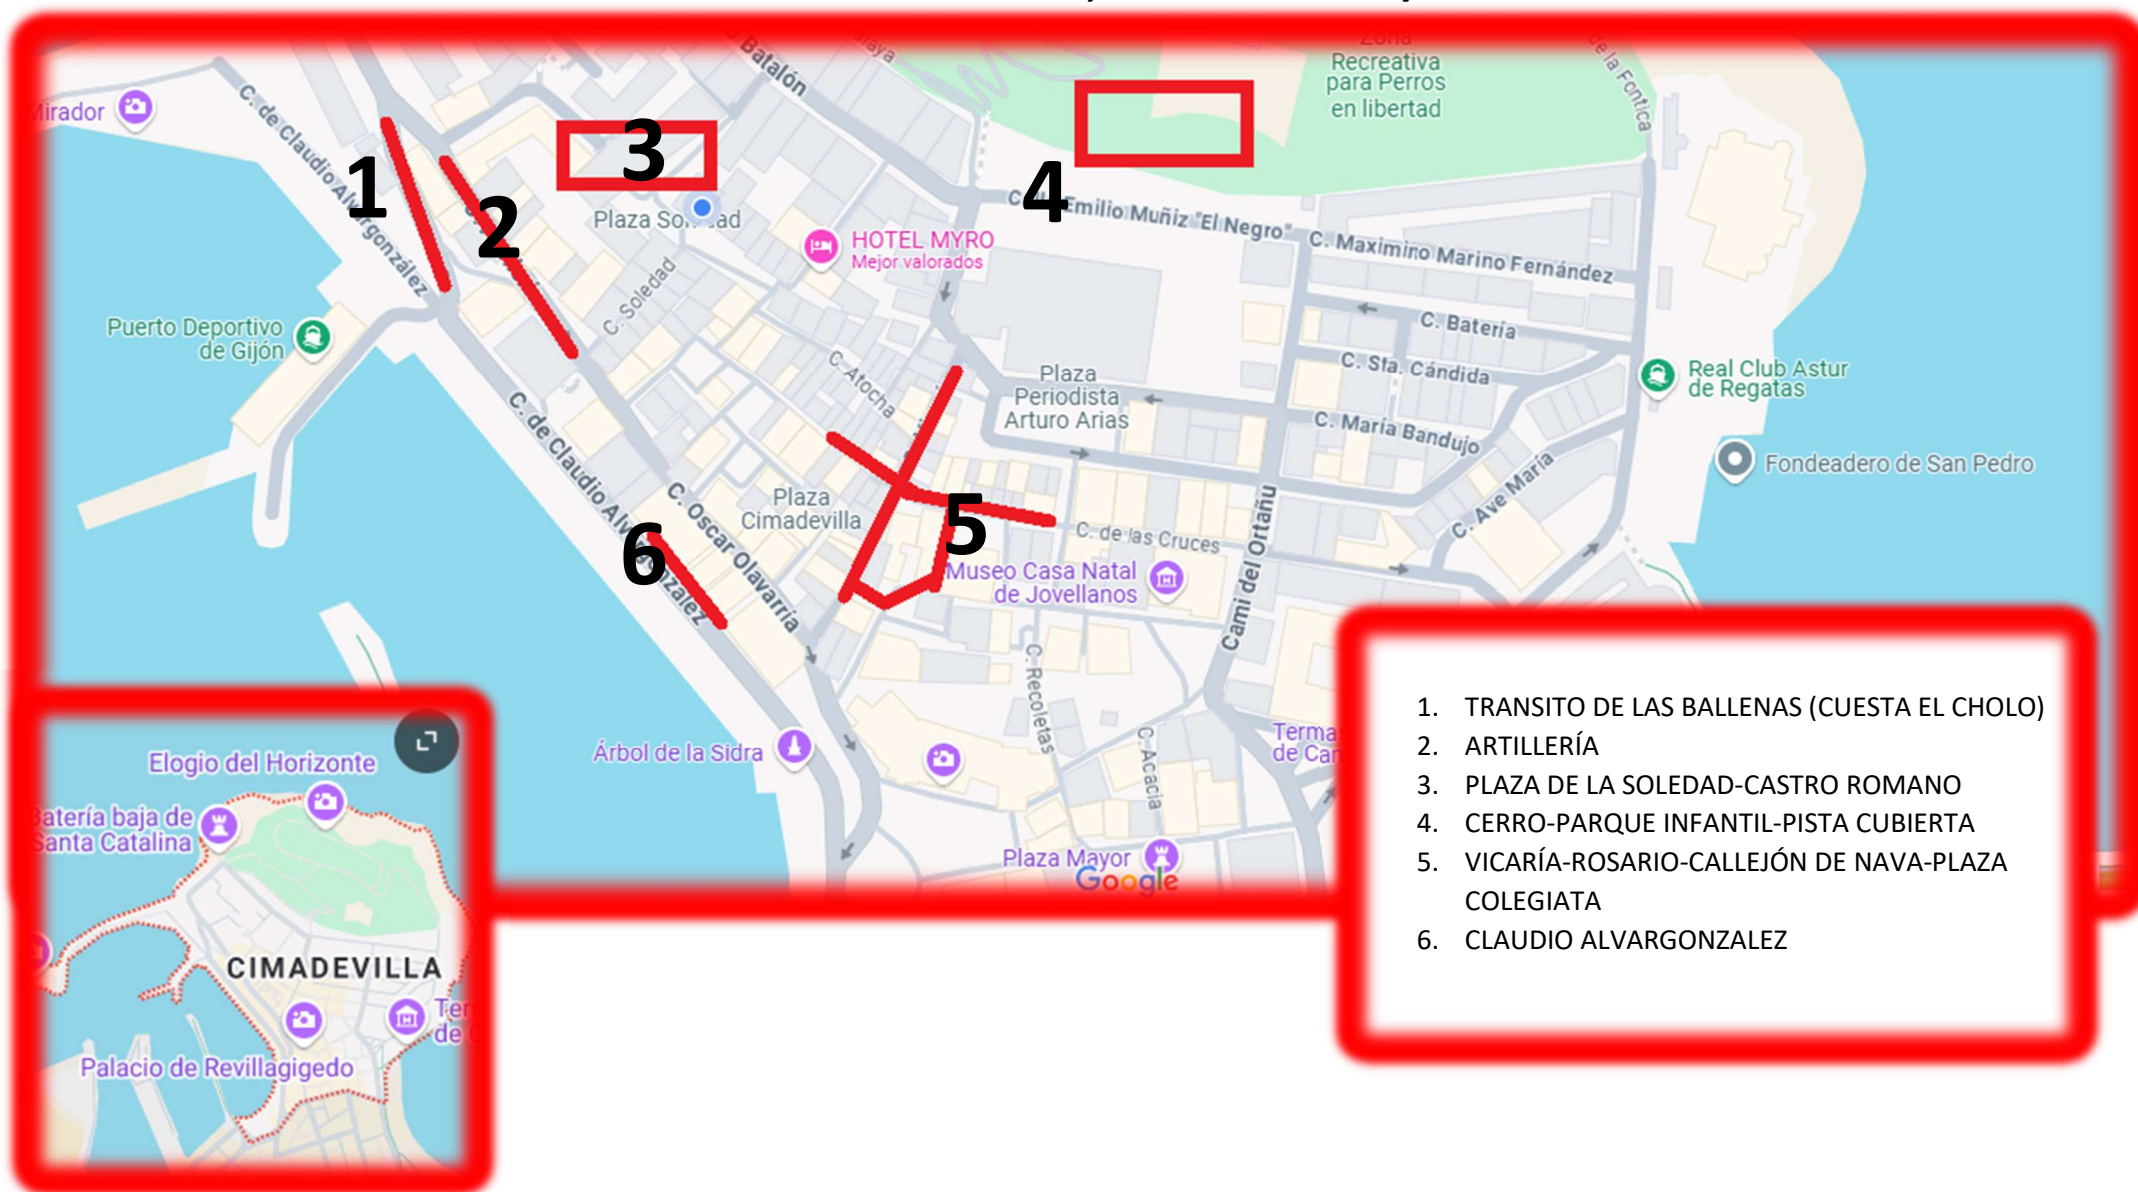 Mirador
C. de Claudio Alvargonzález
1
2
3
Plaza
Batalón
Zona
Recreativa
para Perros
en libertad
de la Fontica
4
Emilio Muñiz "El Negro"
C. Maximino Marino Fernández
HOTEL MYRO
Mejor valorados
C. Soledad
Puerto Deportivo
de Gijón
C. Batería
C. Sta. Cándida
Real Club Astur
de Regatas
C. Atocha
Plaza
Periodista
Arturo Arias
C. María Bandujo
C. de Claudio Alvargonzález
Fondeadero de San Pedro
C. Ave María
Plaza
Cimadevilla
C. Oscar Olavarría
5
6
C. de las Cruces
Camí del Ortañu
Museo Casa Natal
de Jovellanos
C. Recoletas
C. Acacia
Árbol de la Sidra
Plaza Mayor
Google
1. TRANSITO DE LAS BALLENAS (CUESTA EL CHOLO)
2. ARTILLERÍA
3. PLAZA DE LA SOLEDAD-CASTRO ROMANO
4. CERRO-PARQUE INFANTIL-PISTA CUBIERTA
5. VICARÍA-ROSARIO-CALLEJÓN DE NAVA-PLAZA
COLEGIATA
6. CLAUDIO ALVARGONZALEZ
Elogio del Horizonte
Batería baja de
Santa Catalina
CIMADEVILLA
Palacio de Revillagigedo